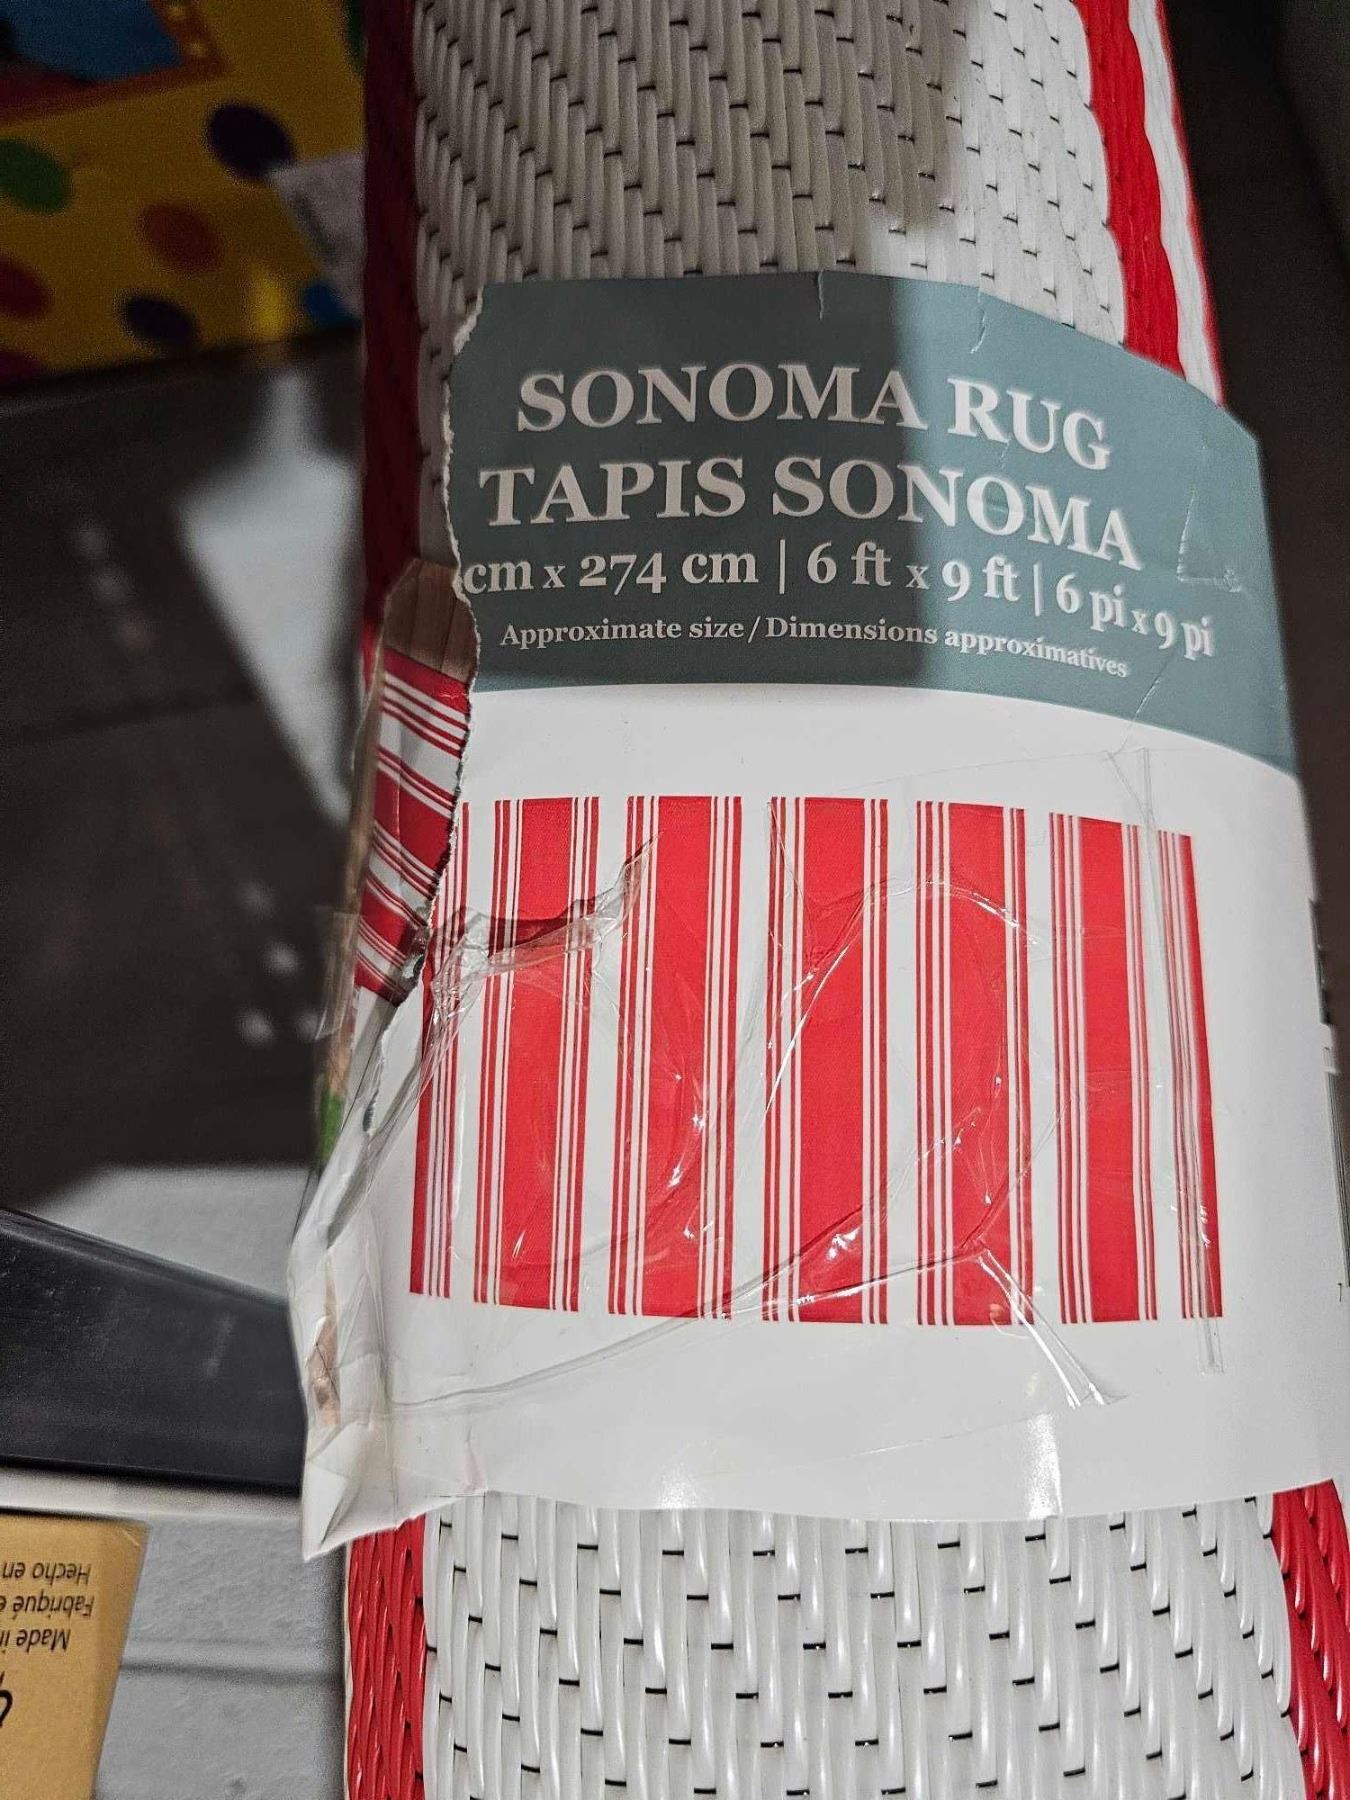 SONOMA RUG
TAPIS SONOMA
cm x 274 cm | 6 ft x 9 ft | 6 pi x 9 pi
Approximate size / Dimensions approximatives
Made in
Fabriqué e
Hecho en